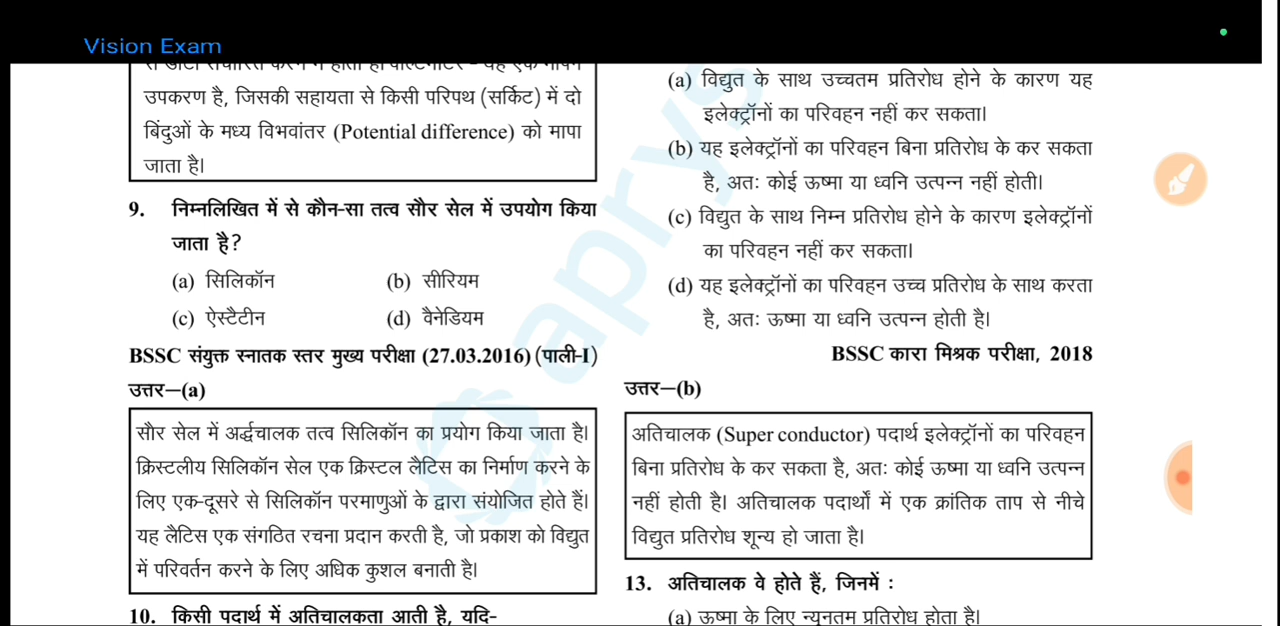 Vision Exam
उपकरण है, जिसकी सहायता से किसी परिपथ (सर्किट) में दो
बिंदुओं के मध्य विभवांतर (Potential difference) को मापा
जाता है।
9. निम्नलिखित में से कौन-सा तत्व सौर सेल में उपयोग किया
जाता है?
(a) सिलिकॉन (b) सीरियम
(c) ऐस्टैटीन (d) वैनेडियम
BSSC संयुक्त स्नातक स्तर मुख्य परीक्षा (27.03.2016) (पाली-I)
उत्तर—(a)
सौर सेल में अर्द्धचालक तत्व सिलिकॉन का प्रयोग किया जाता है।
क्रिस्टलीय सिलिकॉन सेल एक क्रिस्टल लैटिस का निर्माण करने के
लिए एक-दूसरे से सिलिकॉन परमाणुओं के द्वारा संयोजित होते हैं।
यह लैटिस एक संगठित रचना प्रदान करती है, जो प्रकाश को विद्युत
में परिवर्तन करने के लिए अधिक कुशल बनाती है।
10. किसी पदार्थ में अतिचालकता आती है, यदि-
(a) विद्युत के साथ उच्चतम प्रतिरोध होने के कारण यह
इलेक्ट्रॉनों का परिवहन नहीं कर सकता।
(b) यह इलेक्ट्रॉनों का परिवहन बिना प्रतिरोध के कर सकता
है, अतः कोई ऊष्मा या ध्वनि उत्पन्न नहीं होती।
(c) विद्युत के साथ निम्न प्रतिरोध होने के कारण इलेक्ट्रॉनों
का परिवहन नहीं कर सकता।
(d) यह इलेक्ट्रॉनों का परिवहन उच्च प्रतिरोध के साथ करता
है, अतः ऊष्मा या ध्वनि उत्पन्न होती है।
BSSC कारा मिश्रक परीक्षा, 2018
उत्तर—(b)
अतिचालक (Super conductor) पदार्थ इलेक्ट्रॉनों का परिवहन
बिना प्रतिरोध के कर सकता है, अतः कोई ऊष्मा या ध्वनि उत्पन्न
नहीं होती है। अतिचालक पदार्थों में एक क्रांतिक ताप से नीचे
विद्युत प्रतिरोध शून्य हो जाता है।
13. अतिचालक वे होते हैं, जिनमें :
(a) ऊष्मा के लिए न्यूनतम प्रतिरोध होता है।